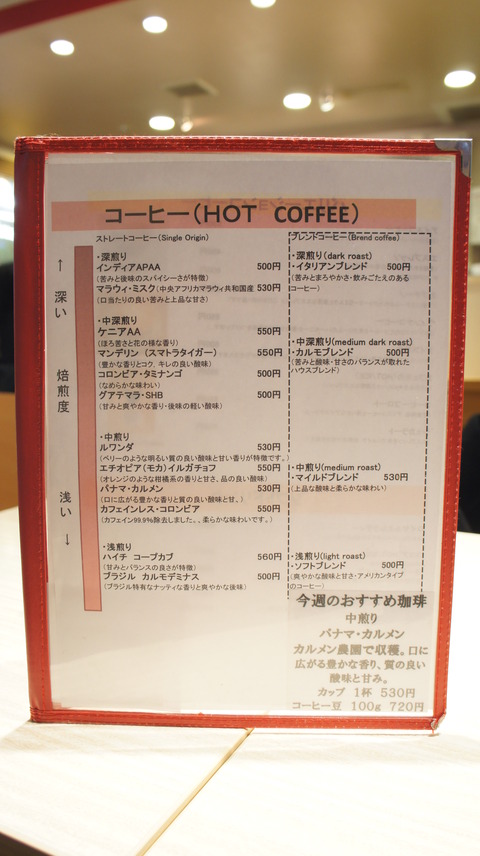 コーヒー(HOT COFFEE)
ストレートコーヒー(Single Origin)
↑
深い
焙煎度
浅い
↓
・深煎り
インディアAPAA 500円
(苦みと後味のスパイシーさが特徴)
マラウィ・ミスク(中央アフリカマラウィ共和国産 530円
(口当たりの良い苦みと上品な甘さ)
・中深煎り
ケニアAA 550円
(ほろ苦さと花の様な香り)
マンデリン (スマトラタイガー) 550円
(豊かな香りとコク、キレの良い酸味)
コロンビア・タミナンゴ 500円
(なめらかな味わい)
グアテマラ・SHB 500円
(甘みと爽やかな香り・後味の軽い酸味)
・中煎り
ルワンダ 530円
(ベリーのような明るい質の良い酸味と甘い香りが特徴です。)
エチオピア(モカ)イルガチョフ 550円
(オレンジのような柑橘系の香りと甘さ、品の良い酸味)
パナマ・カルメン 530円
(口に広がる豊かな香りと質の良い酸味と甘、)
カフェインレス・コロンビア 550円
(カフェイン99.9%除去しました。、柔らかな味わいです。)
・浅煎り
ハイチ コープカブ 560円
(甘みとバランスの良さが特徴)
ブラジル カルモデミナス 500円
(ブラジル特有なナッティな香りと爽やかな後味)
ブレンドコーヒー(Brend coffee)
・深煎り(dark roast)
・イタリアンブレンド 500円
(苦みとまろやかさ・飲みごたえのある
コーヒー)
・中深煎り(medium dark roast)
・カルモブレンド 500円
(苦みと酸味・甘さのバランスが取れた
ハウスブレンド)
・中煎り(medium roast)
・マイルドブレンド 530円
(上品な酸味と柔らかな味わい)
・浅煎り(light roast)
・ソフトブレンド 500円
(爽やかな酸味と甘さ・アメリカンタイプ
のコーヒー)
今週のおすすめ珈琲
中煎り
パナマ・カルメン
カルメン農園で収穫。口に
広がる豊かな香り、質の良い
酸味と甘み。
カップ 1杯 530円
コーヒー豆 100g 720円